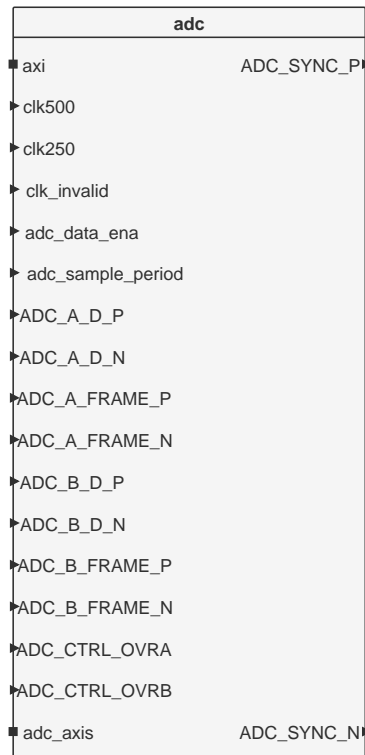 adc
axi ADC_SYNC_P
clk500
clk250
clk_invalid
adc_data_ena
adc_sample_period
ADC_A_D_P
ADC_A_D_N
ADC_A_FRAME_P
ADC_A_FRAME_N
ADC_B_D_P
ADC_B_D_N
ADC_B_FRAME_P
ADC_B_FRAME_N
ADC_CTRL_OVRA
ADC_CTRL_OVRB
adc_axis ADC_SYNC_N